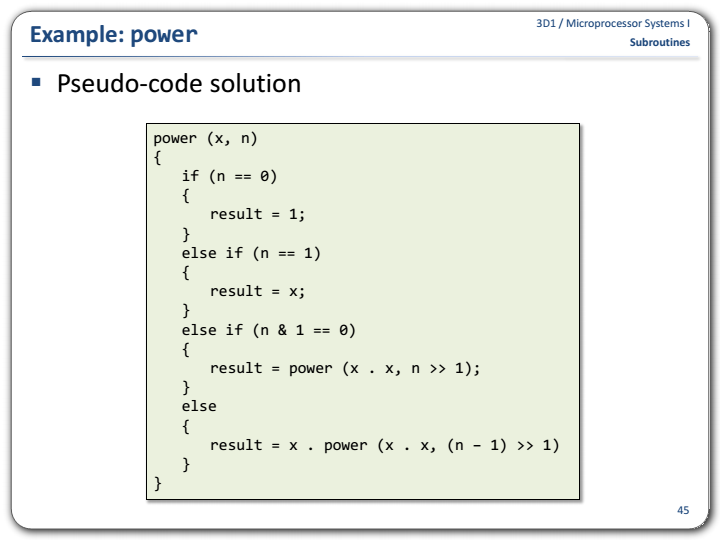 Example: power
3D1 / Microprocessor Systems I
Subroutines
▪ Pseudo-code solution
power (x, n)
{
   if (n == 0)
   {
      result = 1;
   }
   else if (n == 1)
   {
      result = x;
   }
   else if (n & 1 == 0)
   {
      result = power (x . x, n >> 1);
   }
   else
   {
      result = x . power (x . x, (n – 1) >> 1)
   }
}
45